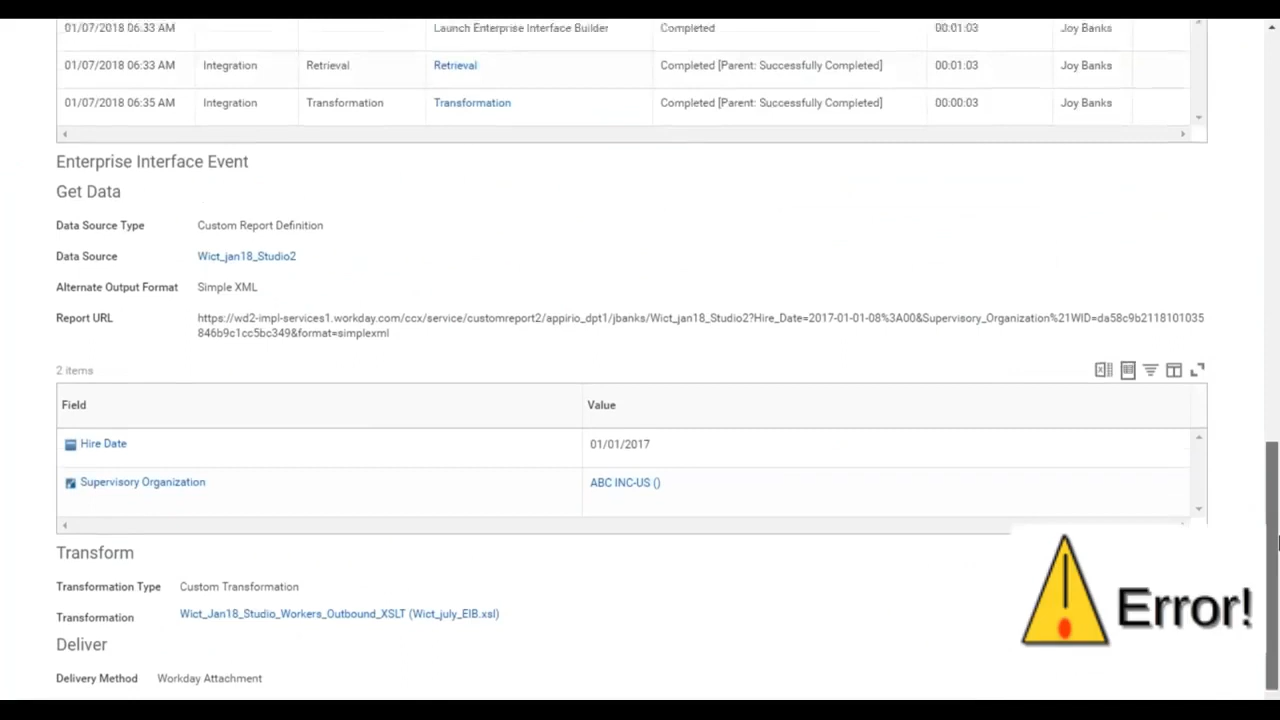 01/07/2018 06:33 AM Launch Enterprise Interface Builder Completed 00:01:03 Joy Banks
01/07/2018 06:33 AM Integration Retrieval Retrieval Completed [Parent: Successfully Completed] 00:01:03 Joy Banks
01/07/2018 06:35 AM Integration Transformation Transformation Completed [Parent: Successfully Completed] 00:00:03 Joy Banks
Enterprise Interface Event
Get Data
Data Source Type Custom Report Definition
Data Source Wict_jan18_Studio2
Alternate Output Format Simple XML
Report URL https://wd2-impl-services1.workday.com/ccx/service/customreport2/appirio_dpt1/jbanks/Wict_jan18_Studio2?Hire_Date=2017-01-01-08%3A00&Supervisory_Organization%21WID=da58c9b2118101035
846b9c1cc5bc349&format=simplexml
2 items
Field Value
Hire Date 01/01/2017
Supervisory Organization ABC INC-US ()
Transform
Transformation Type Custom Transformation
Transformation Wict_Jan18_Studio_Workers_Outbound_XSLT (Wict_july_EIB.xsl)
Error!
Deliver
Delivery Method Workday Attachment